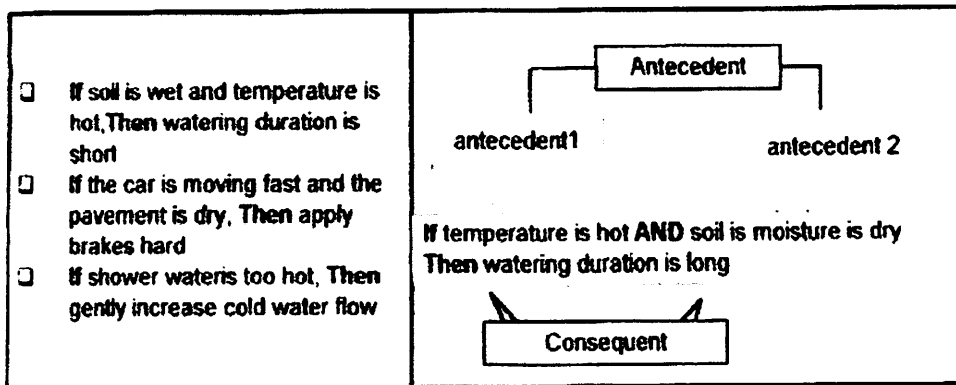 ❑ If soil is wet and temperature is
hot,Then watering duration is
short
❑ If the car is moving fast and the
pavement is dry, Then apply
brakes hard
❑ If shower wateris too hot, Then
gently increase cold water flow
Antecedent
antecedent1
antecedent 2
If temperature is hot AND soil is moisture is dry
Then watering duration is long
Consequent